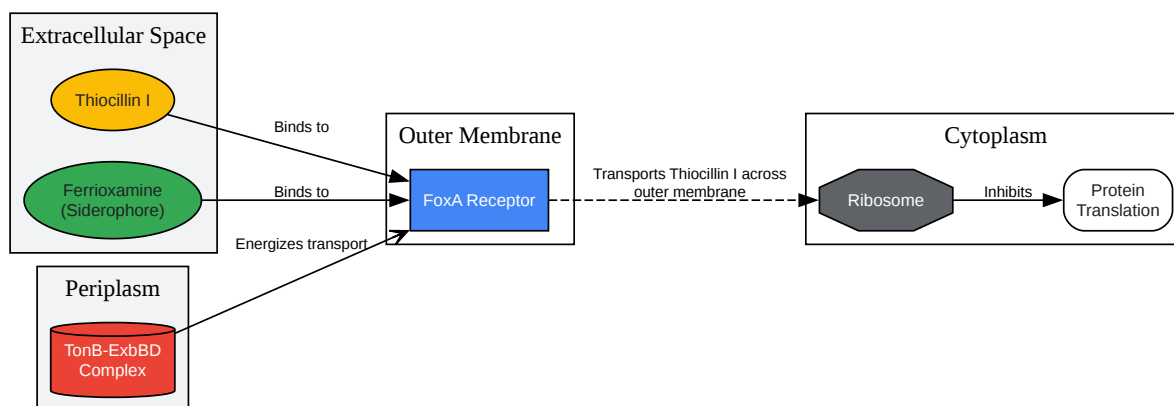 Extracellular Space
Thiocillin I
Ferrioxamine
(Siderophore)
Periplasm
TonB-ExbBD
Complex
Binds to
Binds to
Energizes transport
Outer Membrane
FoxA Receptor
Transports Thiocillin I across
outer membrane
Cytoplasm
Ribosome
Inhibits
Protein
Translation